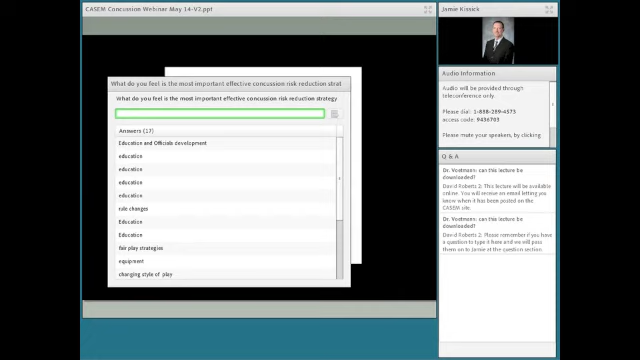 CASEM Concussion Webinar May 14-V2.ppt
What do you feel is the most important effective concussion risk reduction strat
What do you feel is the most important effective concussion risk reduction strategy
Answers (17)
Education and Officials development
education
education
education
education
rule changes
Education
Education
fair play strategies
equipment
changing style of play
Jamie Kissick
Audio Information
Audio will be provided through
teleconference only.
Please dial: 1-888-289-4573
access code: 9436703
Please mute your speakers, by clicking
Q & A
Dr. Vostmann: can this lecture be
downloaded?
David Roberts 2: This lecture will be available
online. You will receive an email letting you
know when it has been posted on the
CASEM site.
Dr. Vostmann: can this lecture be
downloaded?
David Roberts 2: Please remember if you have
a question to type it here and we will pass
them on to Jamie at the question section.